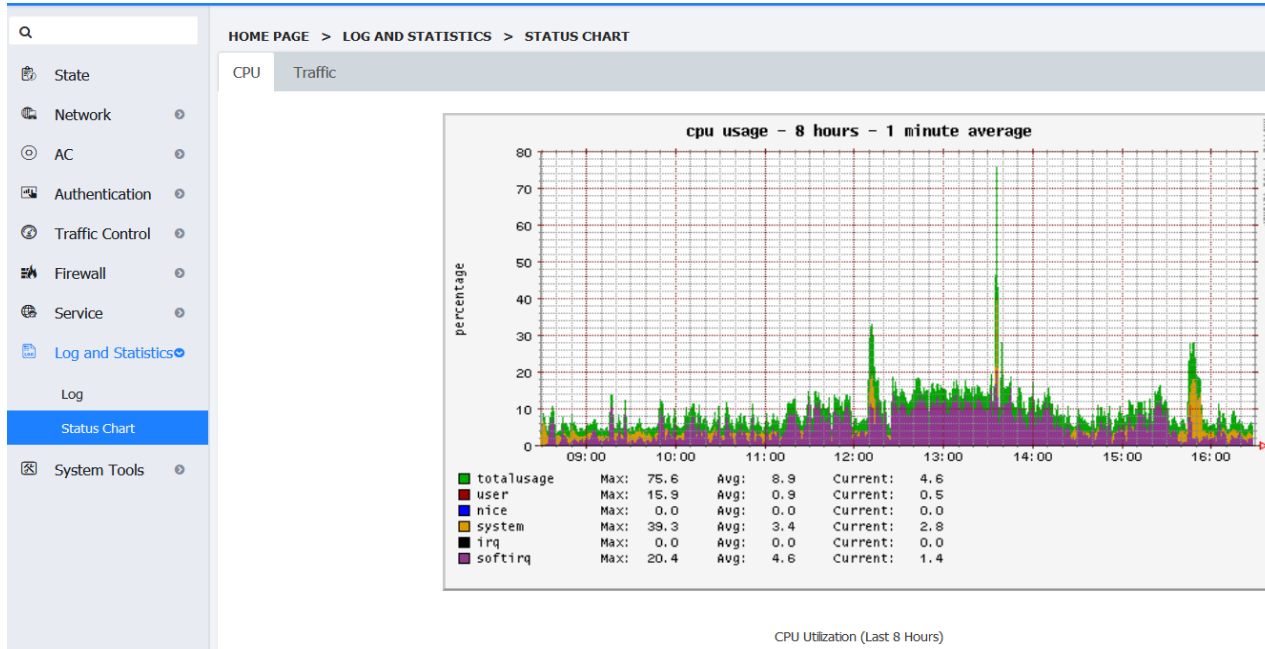 HOME PAGE > LOG AND STATISTICS > STATUS CHART
State
Network
AC
Authentication
Traffic Control
Firewall
Service
Log and Statistics
Log
Status Chart
System Tools
CPU Traffic
cpu usage - 8 hours - 1 minute average
percentage
80
70
60
50
40
30
20
10
0
09:00 10:00 11:00 12:00 13:00 14:00 15:00 16:00
totalusage Max: 75.6 Avg: 8.9 Current: 4.6
user Max: 15.9 Avg: 0.9 Current: 0.5
nice Max: 0.0 Avg: 0.0 Current: 0.0
system Max: 39.3 Avg: 3.4 Current: 2.8
irq Max: 0.0 Avg: 0.0 Current: 0.0
softirq Max: 20.4 Avg: 4.6 Current: 1.4
CPU Utilization (Last 8 Hours)